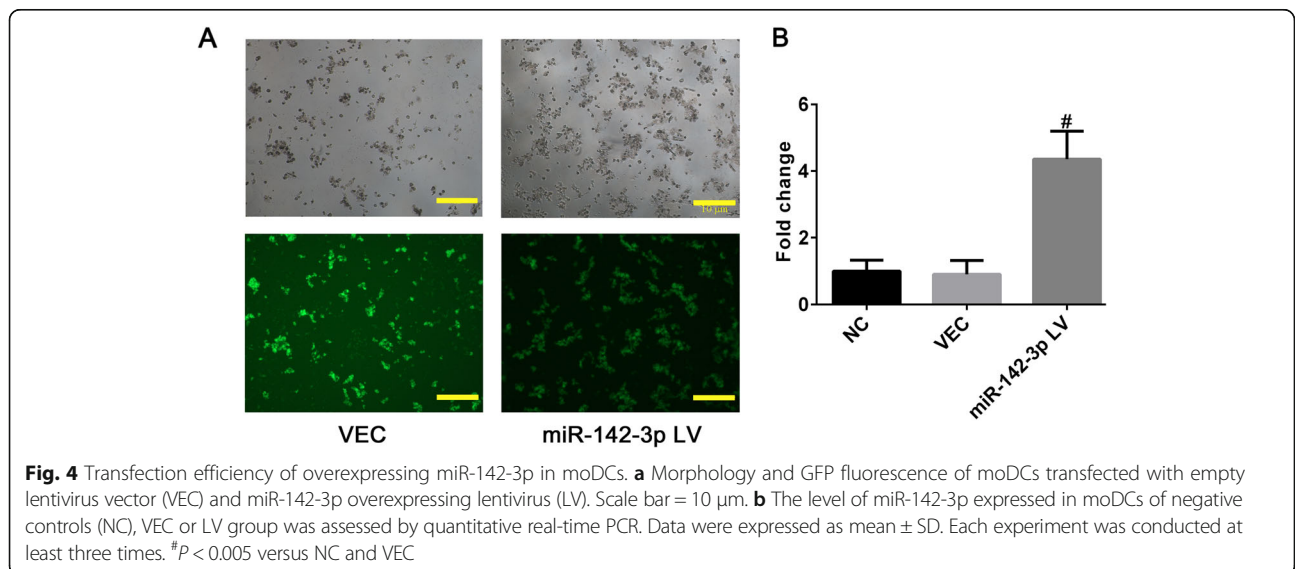 A
B
10 μm
VEC
miR-142-3p LV
Fold change
6
4
2
0
#
NC
VEC
miR-142-3p LV
Fig. 4 Transfection efficiency of overexpressing miR-142-3p in moDCs. a Morphology and GFP fluorescence of moDCs transfected with empty
lentivirus vector (VEC) and miR-142-3p overexpressing lentivirus (LV). Scale bar = 10 μm. b The level of miR-142-3p expressed in moDCs of negative
controls (NC), VEC or LV group was assessed by quantitative real-time PCR. Data were expressed as mean ± SD. Each experiment was conducted at
least three times. #P < 0.005 versus NC and VEC